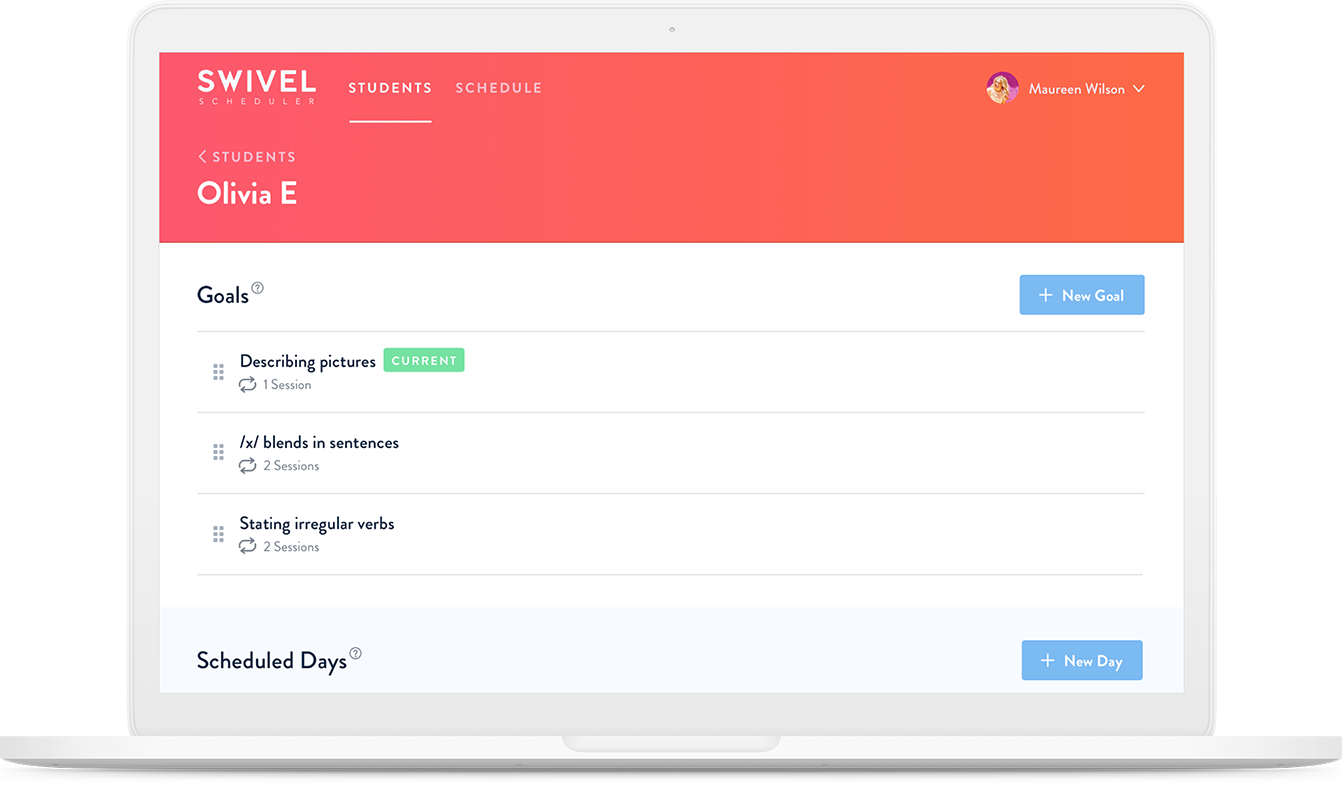 SWIVEL
SCHEDULER
STUDENTS
SCHEDULE
Maureen Wilson
STUDENTS
Olivia E
Goals ?
+ New Goal
Describing pictures CURRENT
1 Session
/x/ blends in sentences
2 Sessions
Stating irregular verbs
2 Sessions
Scheduled Days ?
+ New Day